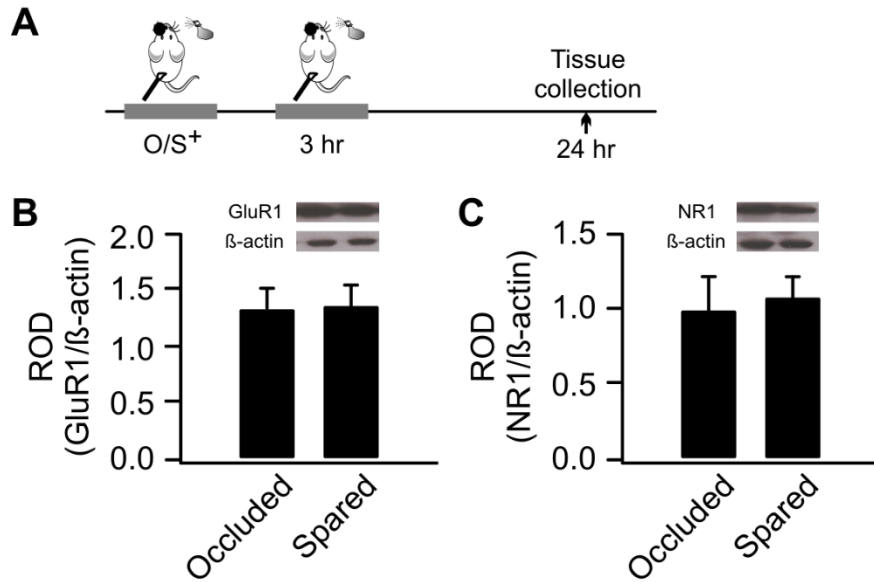 A
Tissue
collection
O/S+
3 hr
24 hr
B
GluR1
ß-actin
2.0
1.5
1.0
0.5
0.0
ROD
(GluR1/ß-actin)
Occluded
Spared
C
NR1
ß-actin
1.5
1.0
0.5
0.0
ROD
(NR1/ß-actin)
Occluded
Spared